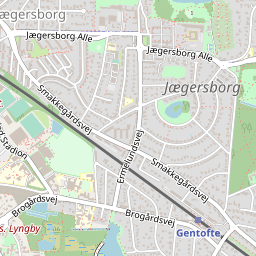 Jægersborg
Jægersborg Alle
Jægersborg Alle
Jægersborg
Smakkegårdsvej
Ermelundsvej
Smakkegårdsvej
Stadion
Brogårdsvej
Brogårdsvej
Gentofte
s. Lyngby